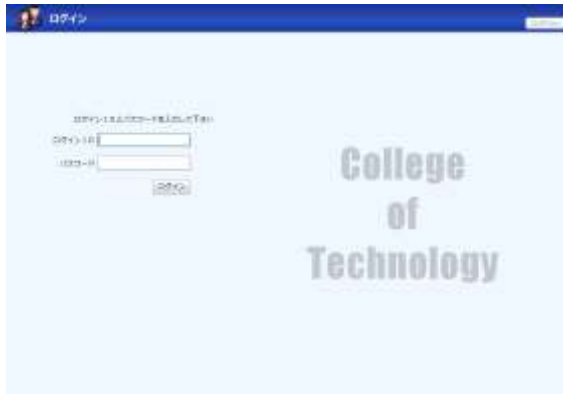 ログイン
ログインIDとパスワードを入力して下さい
ログインID
パスワード
ログイン
College
of
Technology